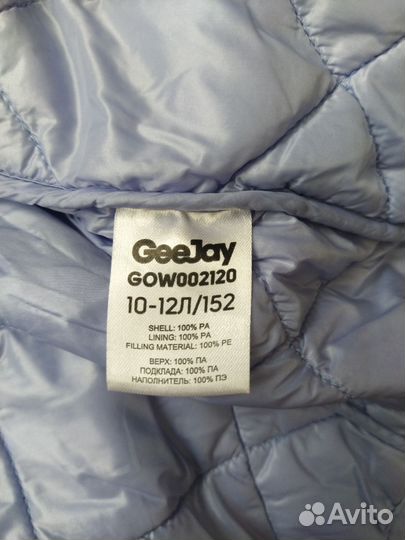 GeeJay
GOW002120
10-12Л/152
SHELL: 100% PA
LINING: 100% PA
FILLING MATERIAL: 100% PE
ВЕРХ: 100% ПА
ПОДКЛАДА: 100% ПА
НАПОЛНИТЕЛЬ: 100% ПЭ
Avito